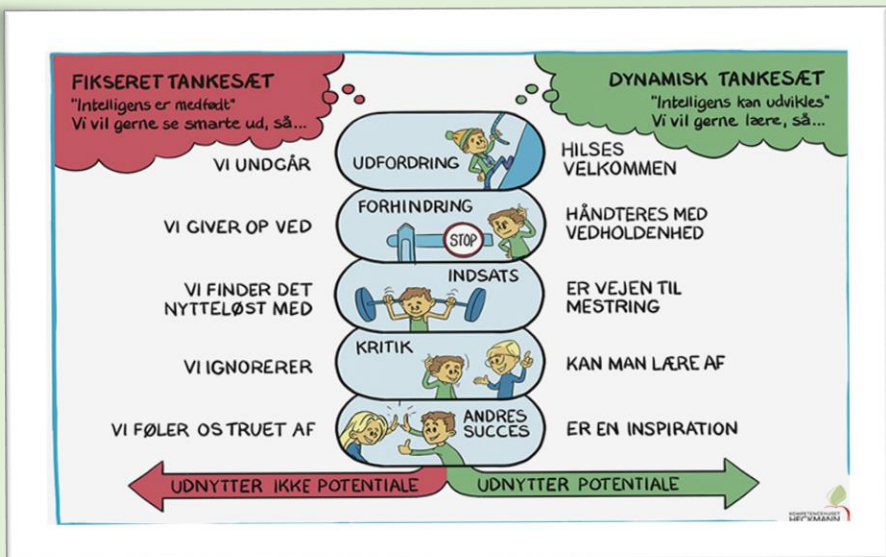 FIKSERET TANKESÆT
"Intelligens er medfødt"
Vi vil gerne se smarte ud, så...
DYNAMISK TANKESÆT
"Intelligens kan udvikles"
Vi vil gerne lære, så...
VI UNDGÅR
UDFORDRING
HILSES
VELKOMMEN
VI GIVER OP VED
FORHINDRING
STOP
HÅNDTERES MED
VEDHOLDENHED
VI FINDER DET
NYTTELØST MED
INDSATS
ER VEJEN TIL
MESTRING
VI IGNORERER
KRITIK
KAN MAN LÆRE AF
VI FØLER OS TRUET AF
ANDRES
SUCCES
ER EN INSPIRATION
UDNYTTER IKKE POTENTIALE
UDNYTTER POTENTIALE
KOMPETENCEHUSET
HECKMANN